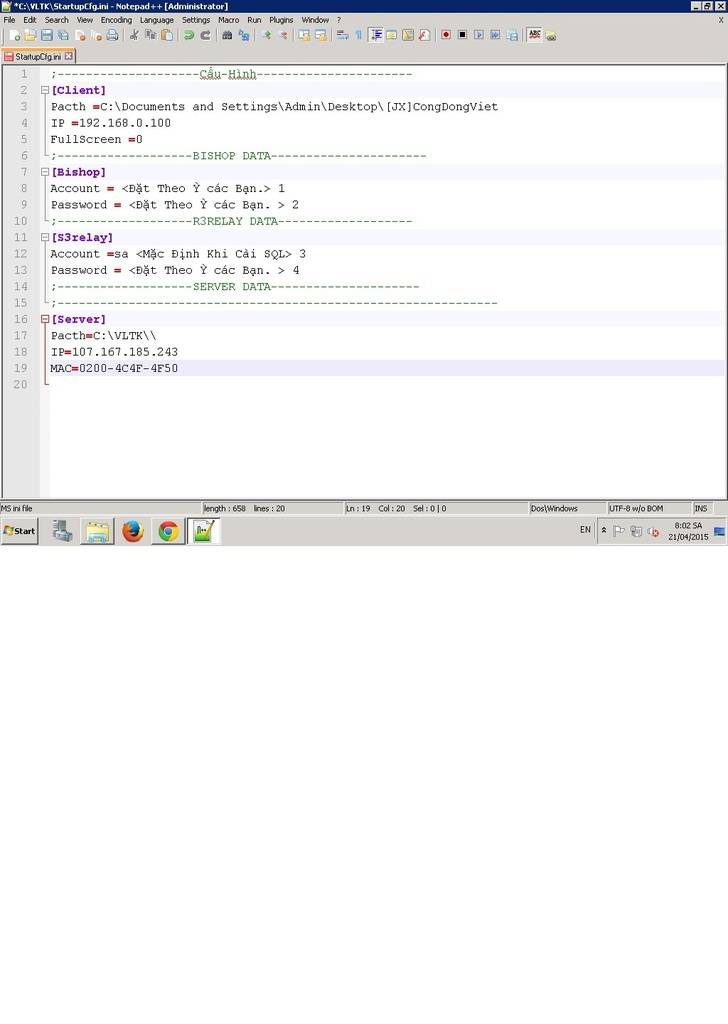 *C:\VLTK\StartupCfg.ini - Notepad++ [Administrator]
File Edit Search View Encoding Language Settings Macro Run Plugins Window ? X
StartupCfg.ini
1 ;--------------------Cấu-Hình----------------------
2 [Client]
3 Pacth =C:\Documents and Settings\Admin\Desktop\[JX]CongDongViet
4 IP =192.168.0.100
5 FullScreen =0
6 ;-------------------BISHOP DATA----------------------
7 [Bishop]
8 Account = <Đặt Theo Ỳ các Bạn.> 1
9 Password = <Đặt Theo Ỳ các Bạn. > 2
10 ;-------------------R3RELAY DATA-------------------
11 [S3relay]
12 Account =sa <Mặc Định Khi Cài SQL> 3
13 Password = <Đặt Theo Ỳ các Bạn. > 4
14 ;-------------------SERVER DATA---------------------
15 ;--------------------------------------------------------------
16 [Server]
17 Pacth=C:\VLTK\\
18 IP=107.167.185.243
19 MAC=0200-4C4F-4F50
20
MS ini file length : 658 lines : 20 Ln : 19 Col : 20 Sel : 0 | 0 Dos\Windows UTF-8 w/o BOM INS
Start EN 8:02 SA
21/04/2015